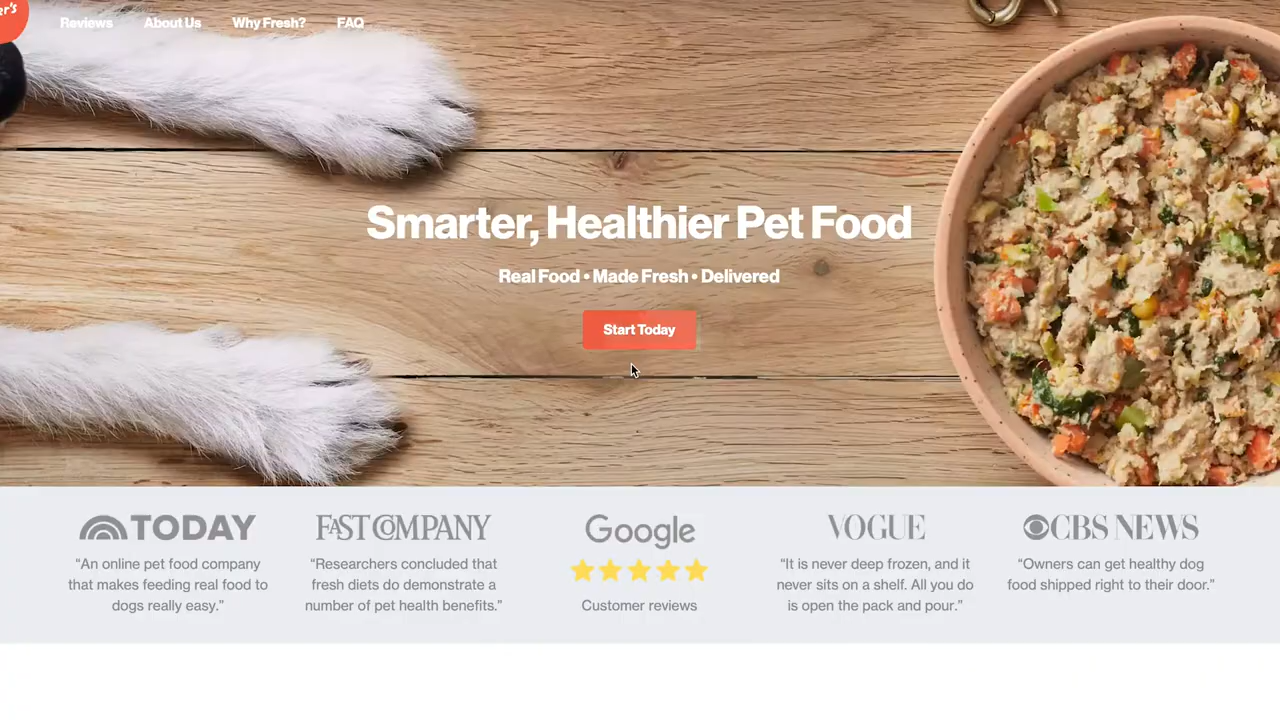 er's
Reviews
About Us
Why Fresh?
FAQ
Smarter, Healthier Pet Food
Real Food • Made Fresh • Delivered
Start Today
TODAY
"An online pet food company
that makes feeding real food to
dogs really easy."
FAST COMPANY
"Researchers concluded that
fresh diets do demonstrate a
number of pet health benefits."
Google
Customer reviews
VOGUE
"It is never deep frozen, and it
never sits on a shelf. All you do
is open the pack and pour."
CBS NEWS
"Owners can get healthy dog
food shipped right to their door."